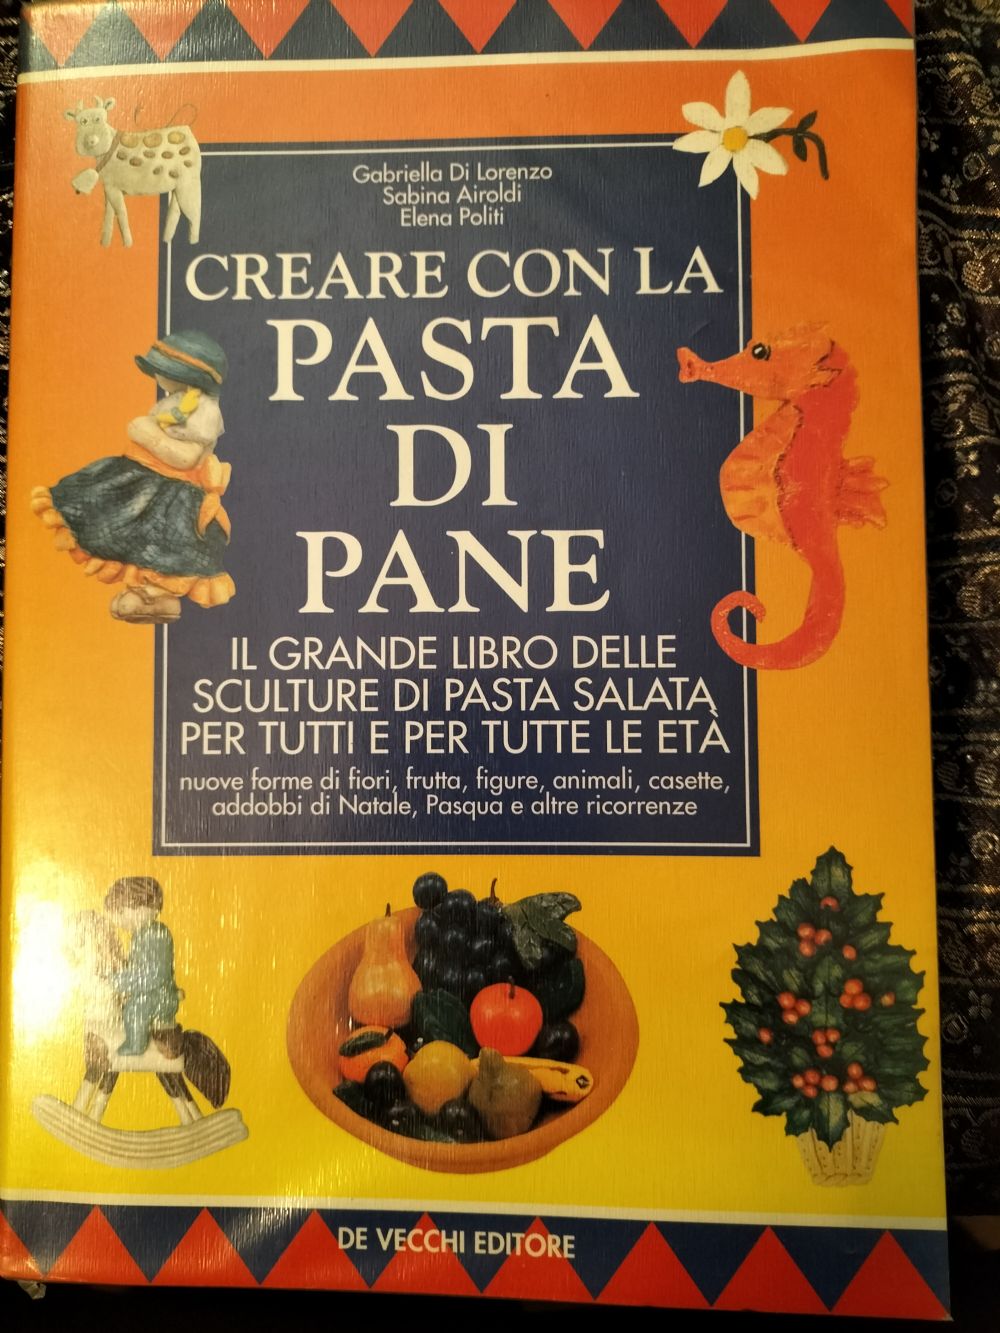 Gabriella Di Lorenzo
Sabina Airoldi
Elena Politi
CREARE CON LA
PASTA
DI
PANE
IL GRANDE LIBRO DELLE
SCULTURE DI PASTA SALATA
PER TUTTI E PER TUTTE LE ETÀ
nuove forme di fiori, frutta, figure, animali, casette,
addobbi di Natale, Pasqua e altre ricorrenze
DE VECCHI EDITORE